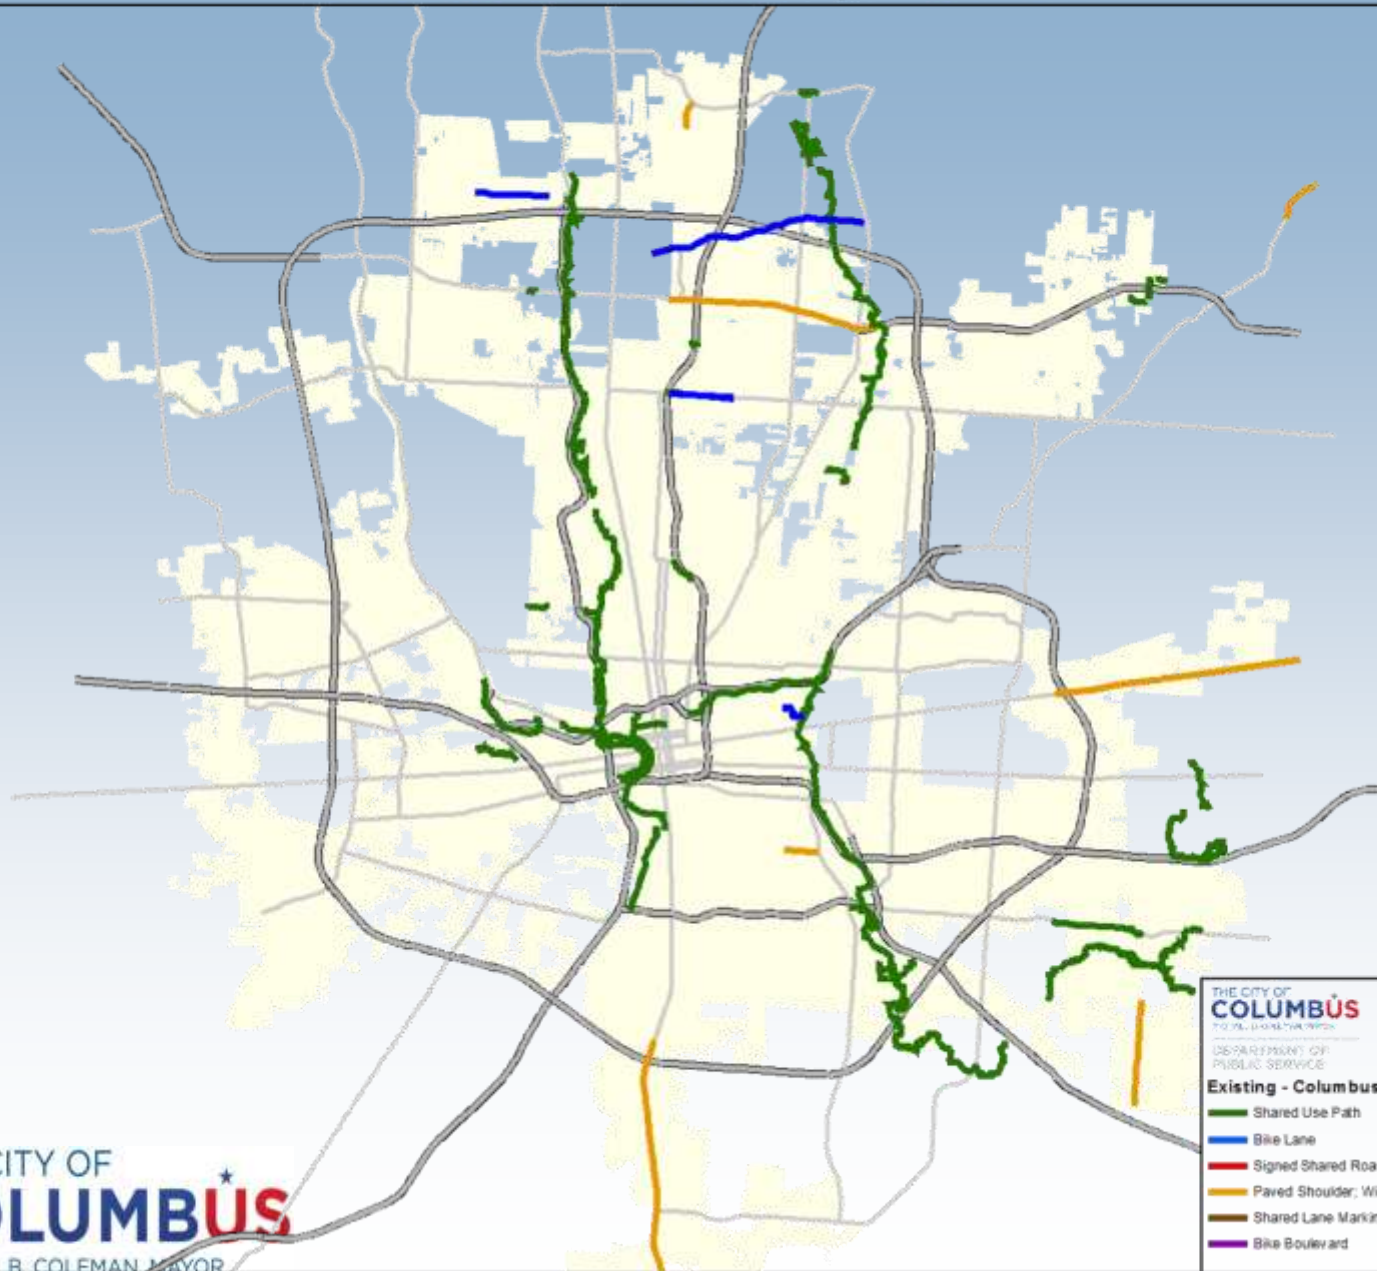 CITY OF
OLUMBUS
B. COLEMAN, MAYOR
THE CITY OF
COLUMBUS
DEPARTMENT OF
PUBLIC SERVICE
Existing - Columbus
Shared Use Path
Bike Lane
Signed Shared Roa
Paved Shoulder; Wi
Shared Lane Markin
Bike Boulevard